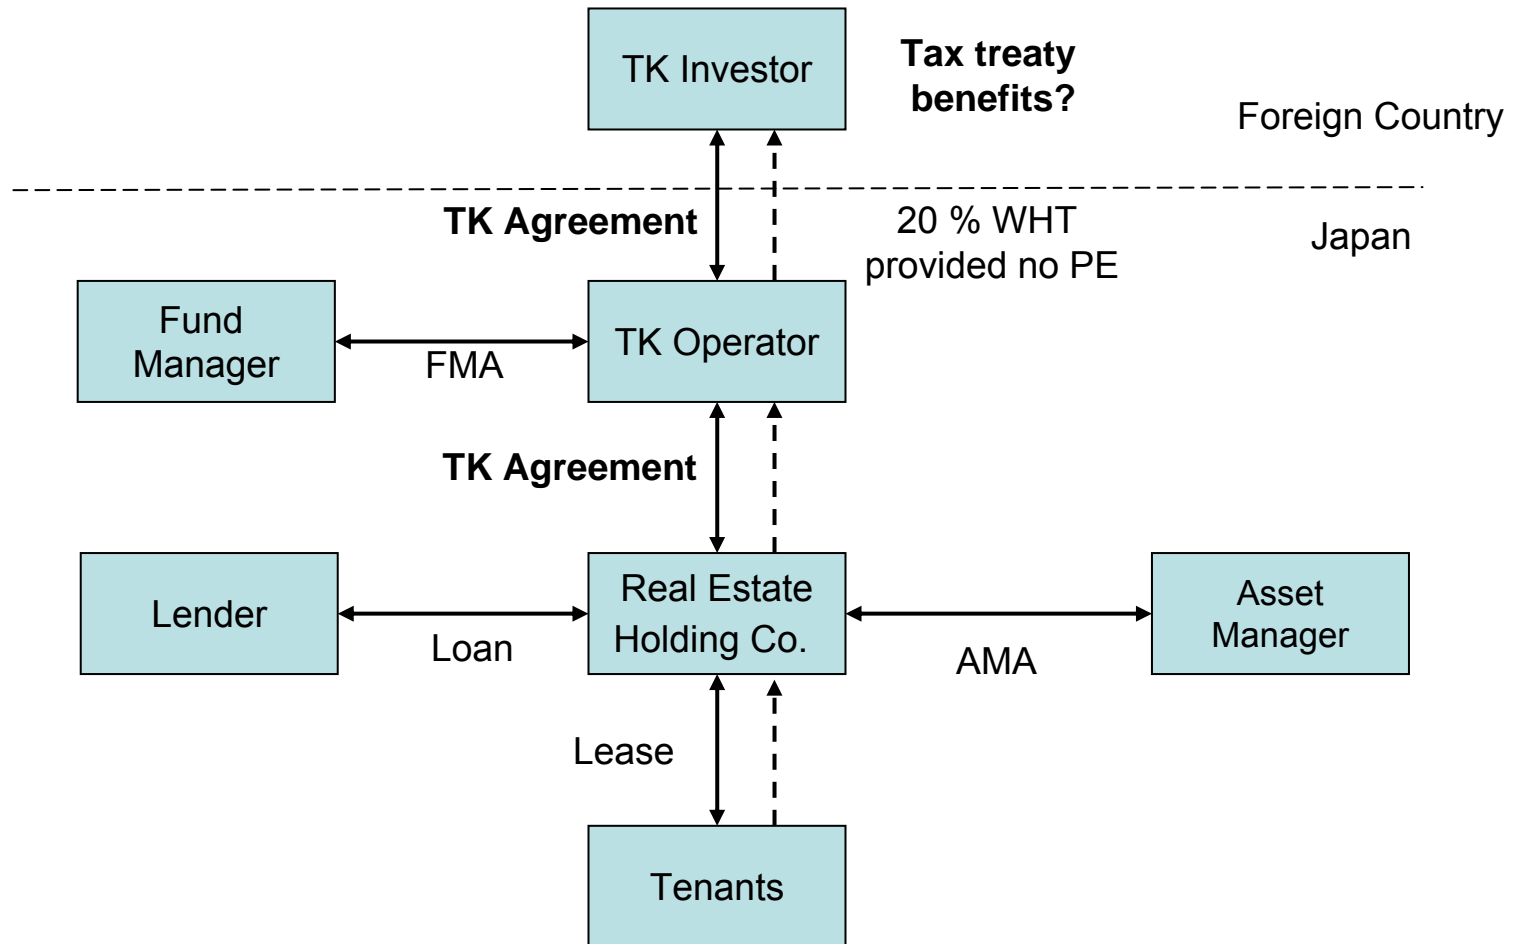 TK Investor
Tax treaty
benefits?
Foreign Country
TK Agreement
20 % WHT
provided no PE
Japan
Fund
Manager
FMA
TK Operator
TK Agreement
Lender
Loan
Real Estate
Holding Co.
AMA
Asset
Manager
Lease
Tenants